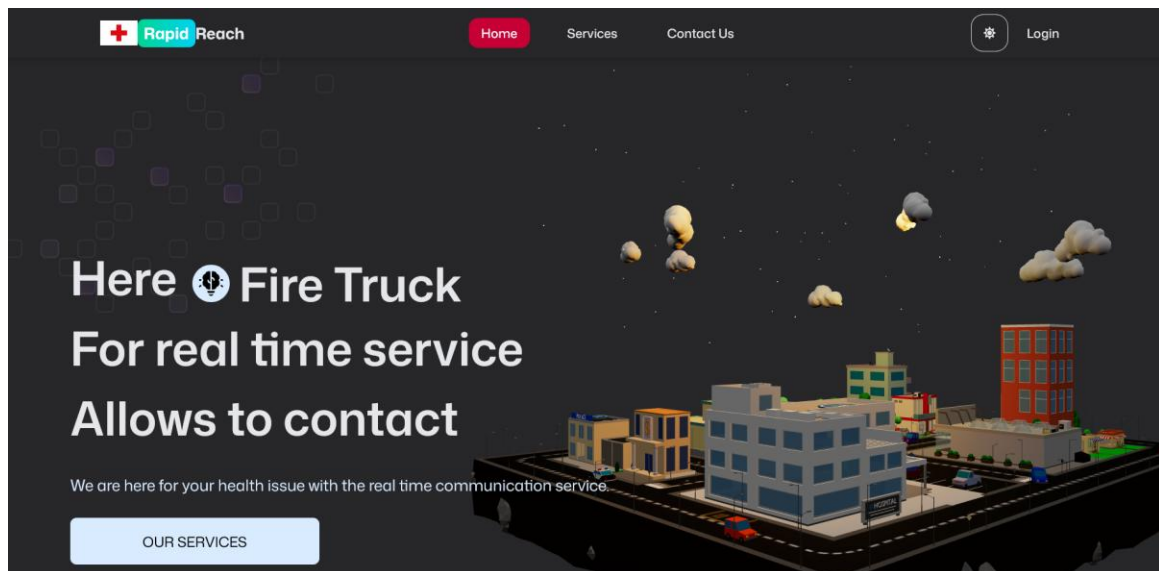 Rapid Reach
Home
Services
Contact Us
Login
Here Fire Truck
For real time service
Allows to contact
We are here for your health issue with the real time communication service.
OUR SERVICES
HOSPITAL